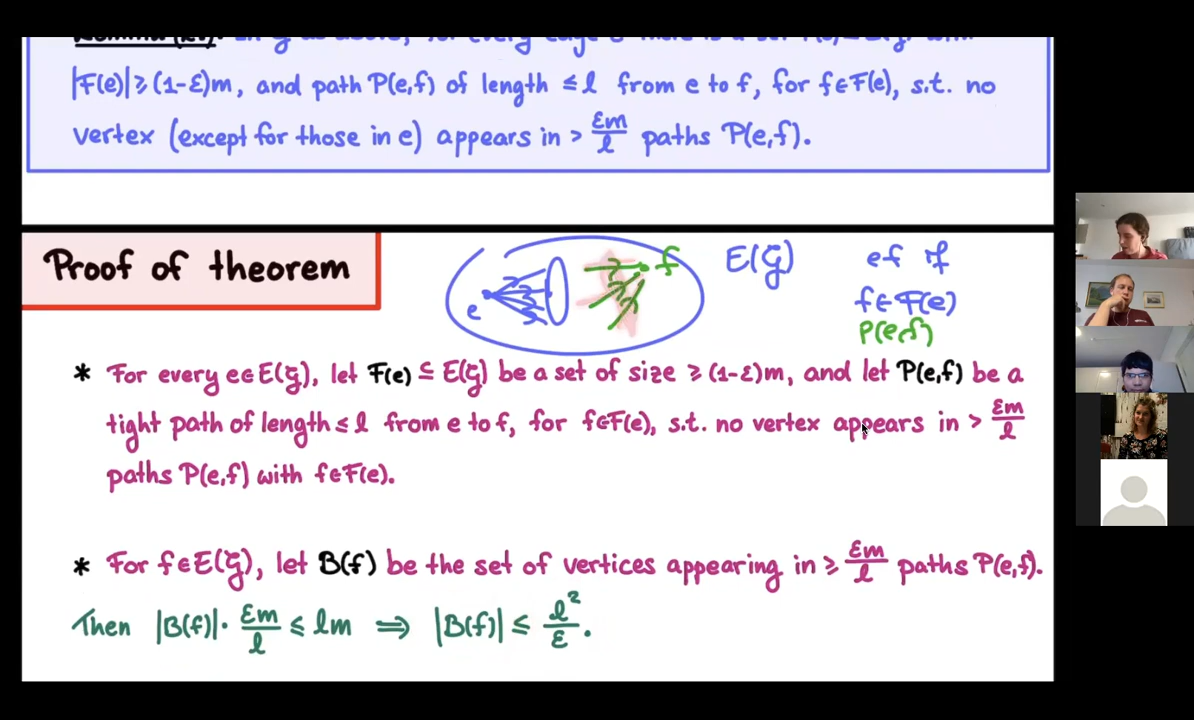 |F(e)| ≥ (1-ε)m, and path P(e,f) of length ≤ l from e to f, for f∈F(e), s.t. no
vertex (except for those in e) appears in > εm/l paths P(e,f).
Proof of theorem
e
f
E(G)
ef if
f∈F(e)
P(e,f)
* For every e∈E(G), let F(e) ⊆ E(G) be a set of size ≥ (1-ε)m, and let P(e,f) be a
tight path of length ≤ l from e to f, for f∈F(e), s.t. no vertex appears in > εm/l
paths P(e,f) with f∈F(e).
* For f∈E(G), let B(f) be the set of vertices appearing in ≥ εm/l paths P(e,f).
Then |B(f)| · εm/l ≤ lm ⇒ |B(f)| ≤ l²/ε.